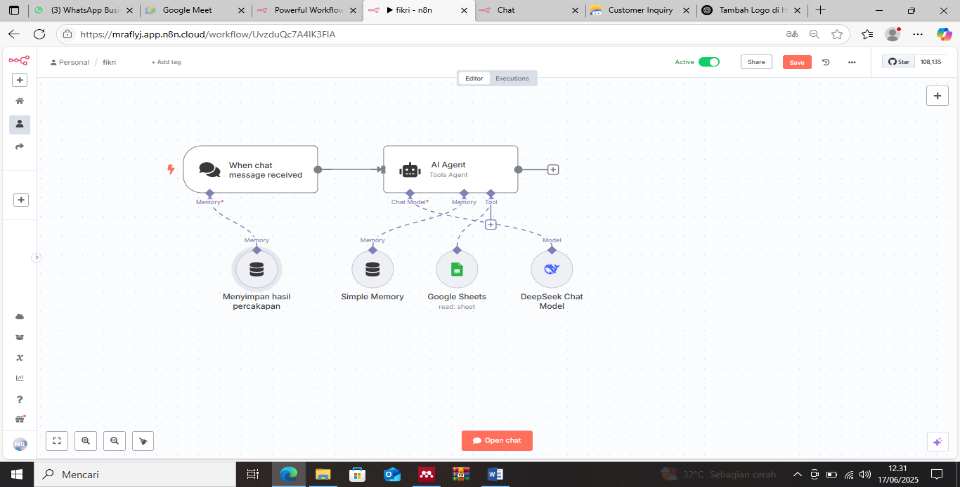 (3) WhatsApp Busi
Google Meet
Powerful Workflow
▶ fikri - n8n
Chat
Customer Inquiry
Tambah Logo di H
https://mraflyj.app.n8n.cloud/workflow/UvzduQc7A4IK3FIA
Personal / fikri
+ Add tag
Active
Share
Save
Star
108,135
Editor
Executions
When chat
message received
AI Agent
Tools Agent
Memory*
Chat Model*
Memory
Tool
Memory
Memory
Model
Menyimpan hasil
percakapan
Simple Memory
Google Sheets
read: sheet
DeepSeek Chat
Model
Open chat
MR
Mencari
32°C Sebagian cerah
12.31
17/06/2025